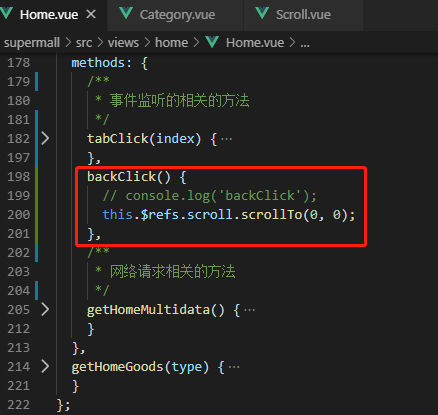 Home.vue × Category.vue Scroll.vue
supermall > src > views > home > Home.vue > ...
178 methods: {
179 /**
180 * 事件监听的相关的方法
181 */
182 tabClick(index) { ...
197 },
198 backClick() {
199 // console.log('backClick');
200 this.$refs.scroll.scrollTo(0, 0);
201 },
202 /**
203 * 网络请求相关的方法
204 */
205 getHomeMultidata() { ...
212 }
213 },
214 getHomeGoods(type) { ...
221 }
222 };